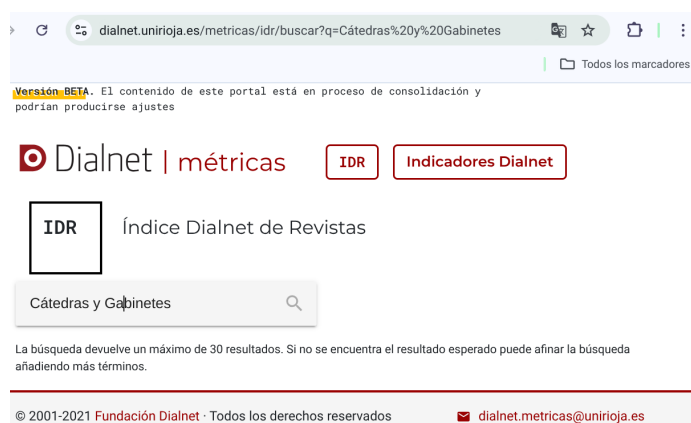 dialnet.unirioja.es/metricas/idr/buscar?q=Cátedras%20y%20Gabinetes
Todos los marcadores
Versión BETA. El contenido de este portal está en proceso de consolidación y
podrían producirse ajustes
Dialnet | métricas
IDR
Indicadores Dialnet
IDR
Índice Dialnet de Revistas
Cátedras y Gabinetes
La búsqueda devuelve un máximo de 30 resultados. Si no se encuentra el resultado esperado puede afinar la búsqueda
añadiendo más términos.
© 2001-2021 Fundación Dialnet · Todos los derechos reservados
dialnet.metricas@unirioja.es